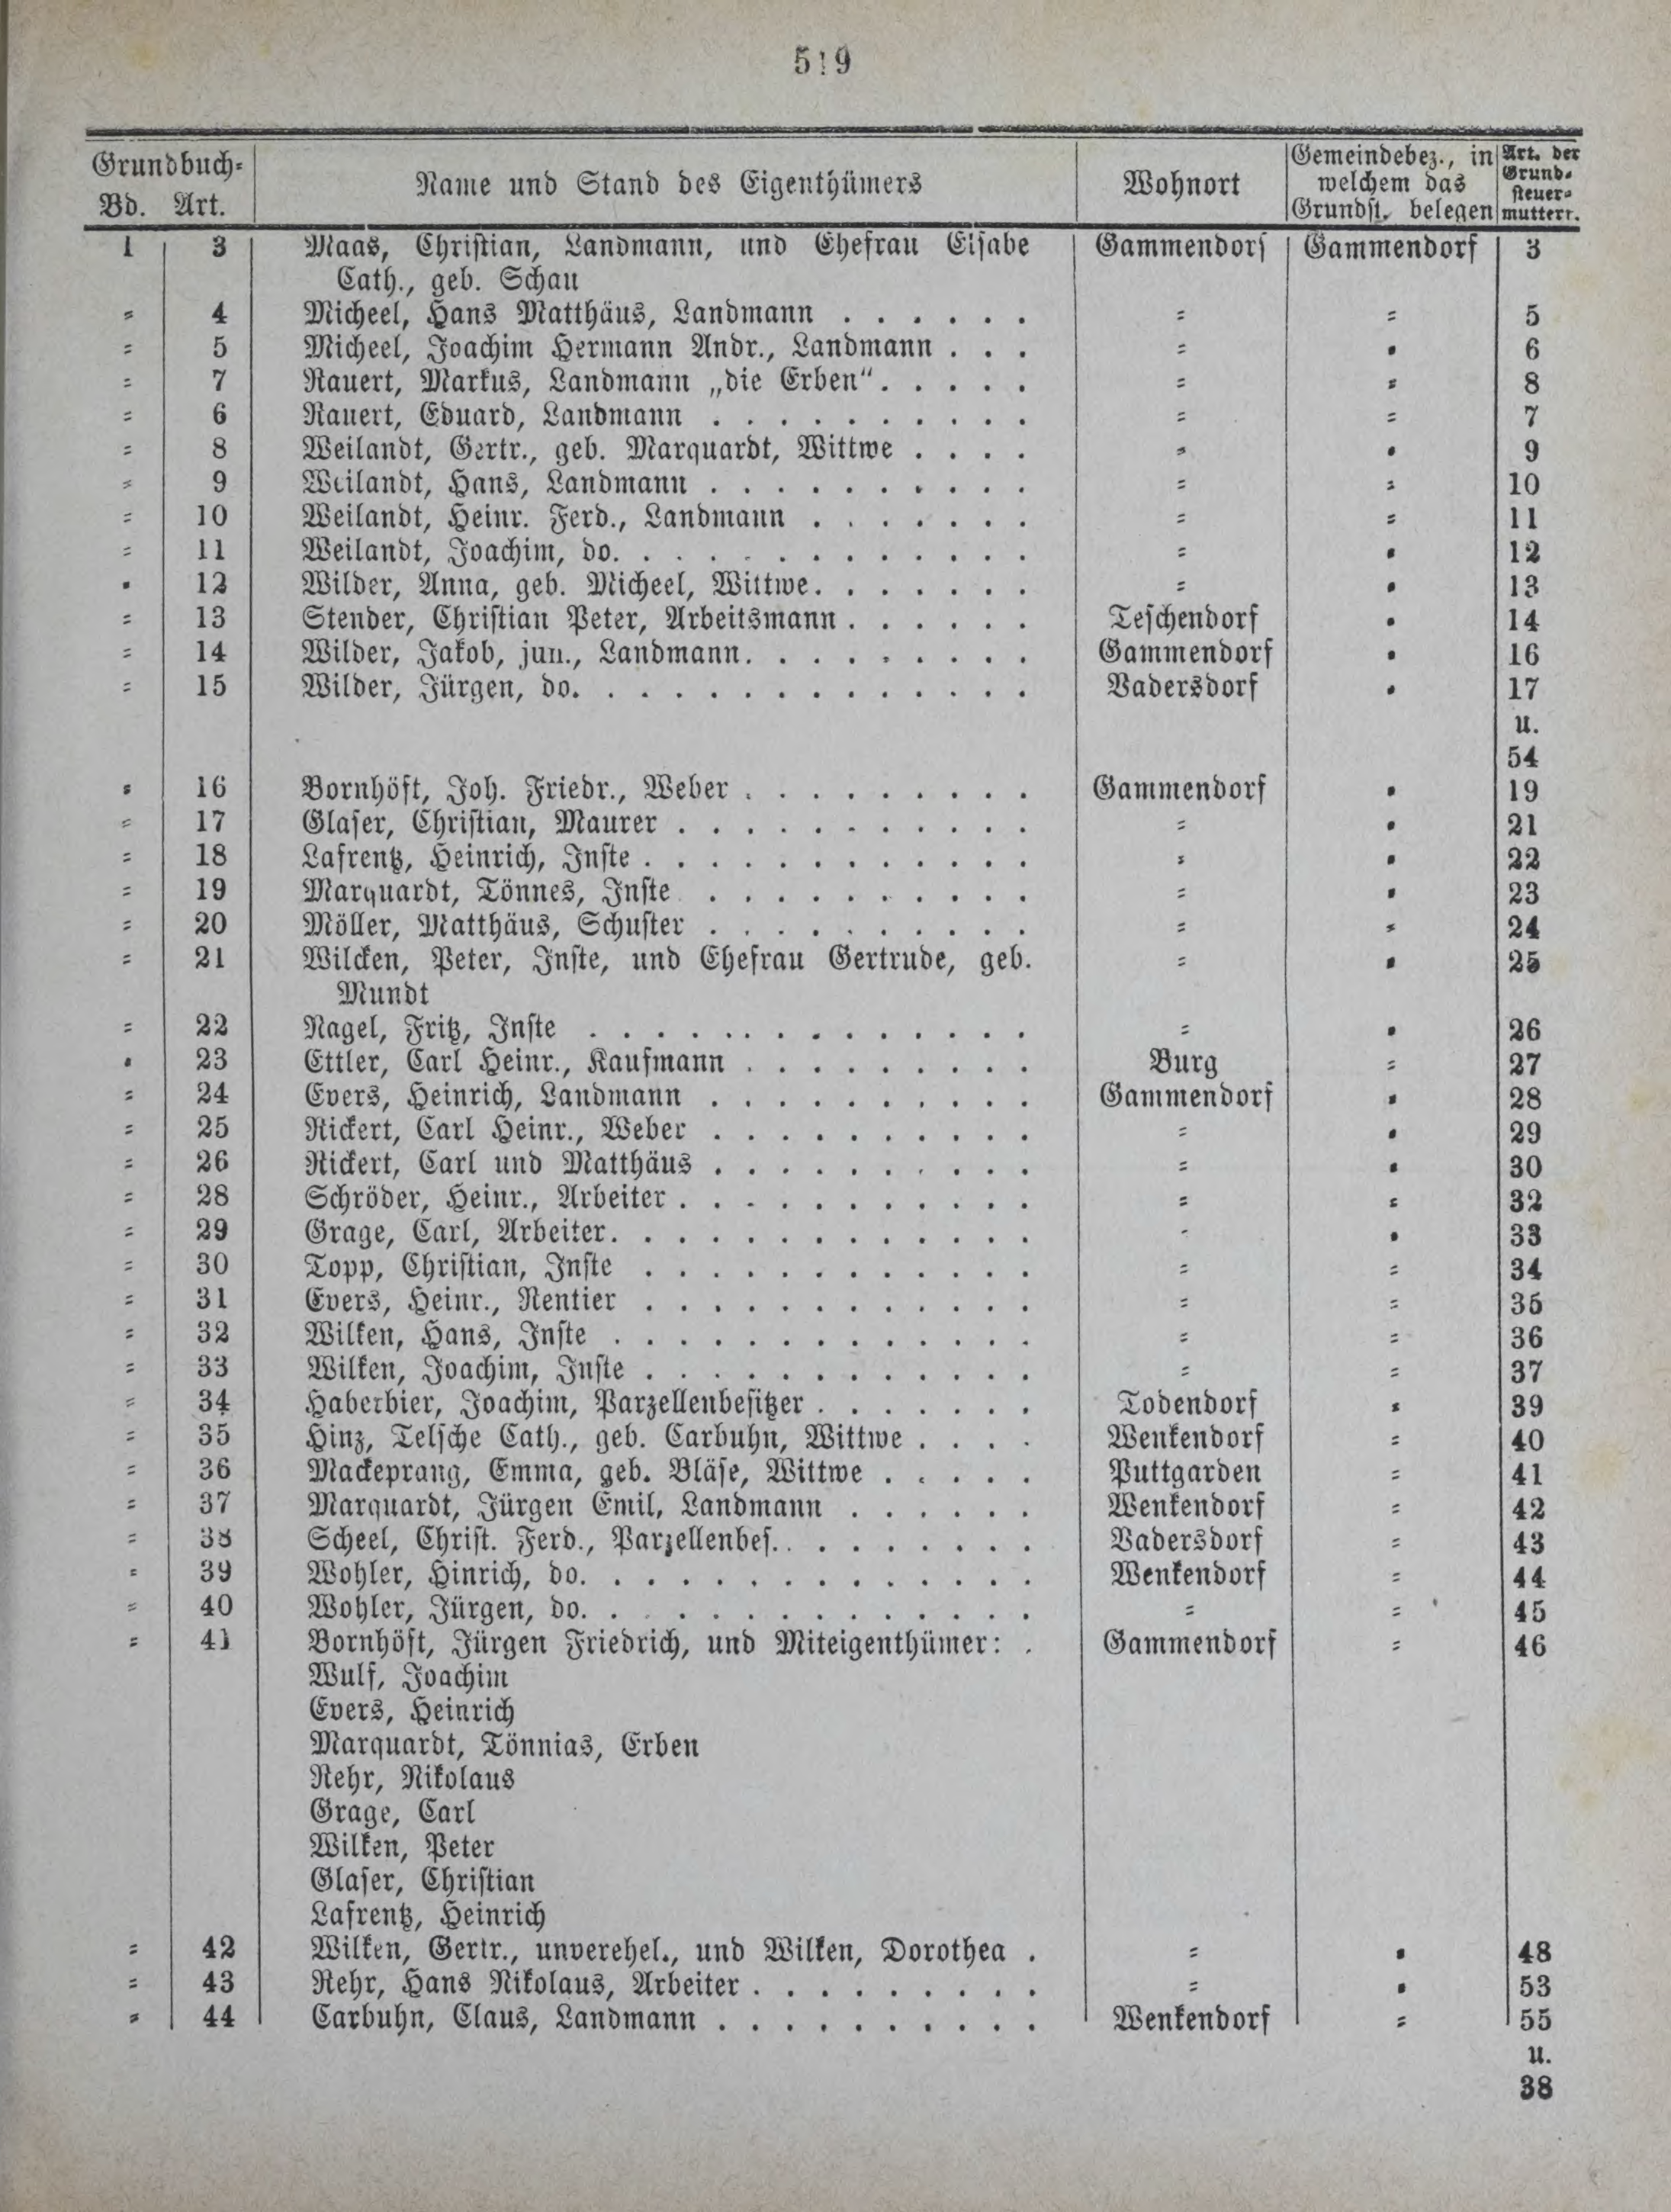 519
Grundbuch= Name und Stand des Eigenthümers Wohnort Gemeindebez., in welchem das Grundst. belegen Art. der Grund= steuer= mutterr.
Bd. Art.
1 3 Maas, Christian, Landmann, und Ehefrau Elsabe Gammendorf Gammendorf 3
Cath., geb. Schau
= 4 Micheel, Hans Matthäus, Landmann . . . . . . = = 5
= 5 Micheel, Joachim Hermann Andr., Landmann . . . = = 6
= 7 Rauert, Markus, Landmann „die Erben“. . . . . = = 8
= 6 Rauert, Eduard, Landmann . . . . . . . . . . = = 7
= 8 Weilandt, Gertr., geb. Marquardt, Wittwe . . . . = = 9
= 9 Weilandt, Hans, Landmann . . . . . . . . . . = = 10
= 10 Weilandt, Heinr. Ferd., Landmann . . . . . . . = = 11
= 11 Weilandt, Joachim, do. . . . . . . . . . . . . = = 12
= 12 Wilder, Anna, geb. Micheel, Wittwe. . . . . . . = = 13
= 13 Stender, Christian Peter, Arbeitsmann . . . . . . Teschendorf = 14
= 14 Wilder, Jakob, jun., Landmann. . . . . . . . . Gammendorf = 16
= 15 Wilder, Jürgen, do. . . . . . . . . . . . . . Vadersdorf = 17
u.
54
= 16 Bornhöft, Joh. Friedr., Weber . . . . . . . . . Gammendorf = 19
= 17 Glaser, Christian, Maurer . . . . . . . . . . . = = 21
= 18 Lafrentz, Heinrich, Inste . . . . . . . . . . . . = = 22
= 19 Marquardt, Tönnes, Inste . . . . . . . . . . = = 23
= 20 Möller, Matthäus, Schuster . . . . . . . . . . = = 24
= 21 Wilcken, Peter, Inste, und Ehefrau Gertrude, geb. = = 25
Mundt
= 22 Nagel, Fritz, Inste . . . . . . . . . . . . . = = 26
= 23 Ettler, Carl Heinr., Kaufmann . . . . . . . . . Burg = 27
= 24 Evers, Heinrich, Landmann . . . . . . . . . . Gammendorf = 28
= 25 Rickert, Carl Heinr., Weber . . . . . . . . . . = = 29
= 26 Rickert, Carl und Matthäus . . . . . . . . . . = = 30
= 28 Schröder, Heinr., Arbeiter . . . . . . . . . . . = = 32
= 29 Grage, Carl, Arbeiter. . . . . . . . . . . . . = = 33
= 30 Topp, Christian, Inste . . . . . . . . . . . . = = 34
= 31 Evers, Heinr., Rentier . . . . . . . . . . . . = = 35
= 32 Wilken, Hans, Inste . . . . . . . . . . . . . = = 36
= 33 Wilken, Joachim, Inste . . . . . . . . . . . . = = 37
= 34 Haberbier, Joachim, Parzellenbesitzer . . . . . . . Todendorf = 39
= 35 Hinz, Telsche Cath., geb. Carbuhn, Wittwe . . . . Wenkendorf = 40
= 36 Mackeprang, Emma, geb. Bläse, Wittwe . . . . . Puttgarden = 41
= 37 Marquardt, Jürgen Emil, Landmann . . . . . . Wenkendorf = 42
= 38 Scheel, Christ. Ferd., Parzellenbes. . . . . . . . . Vadersdorf = 43
= 39 Wohler, Hinrich, do. . . . . . . . . . . . . . Wenkendorf = 44
= 40 Wohler, Jürgen, do. . . . . . . . . . . . . . = = 45
= 41 Bornhöft, Jürgen Friedrich, und Miteigenthümer: . Gammendorf = 46
Wulf, Joachim
Evers, Heinrich
Marquardt, Tönnias, Erben
Rehr, Nikolaus
Grage, Carl
Wilken, Peter
Glaser, Christian
Lafrentz, Heinrich
= 42 Wilken, Gertr., unverehel., und Wilken, Dorothea . = = 48
= 43 Rehr, Hans Nikolaus, Arbeiter . . . . . . . . . = = 53
= 44 Carbuhn, Claus, Landmann . . . . . . . . . . Wenkendorf = 55
u.
38